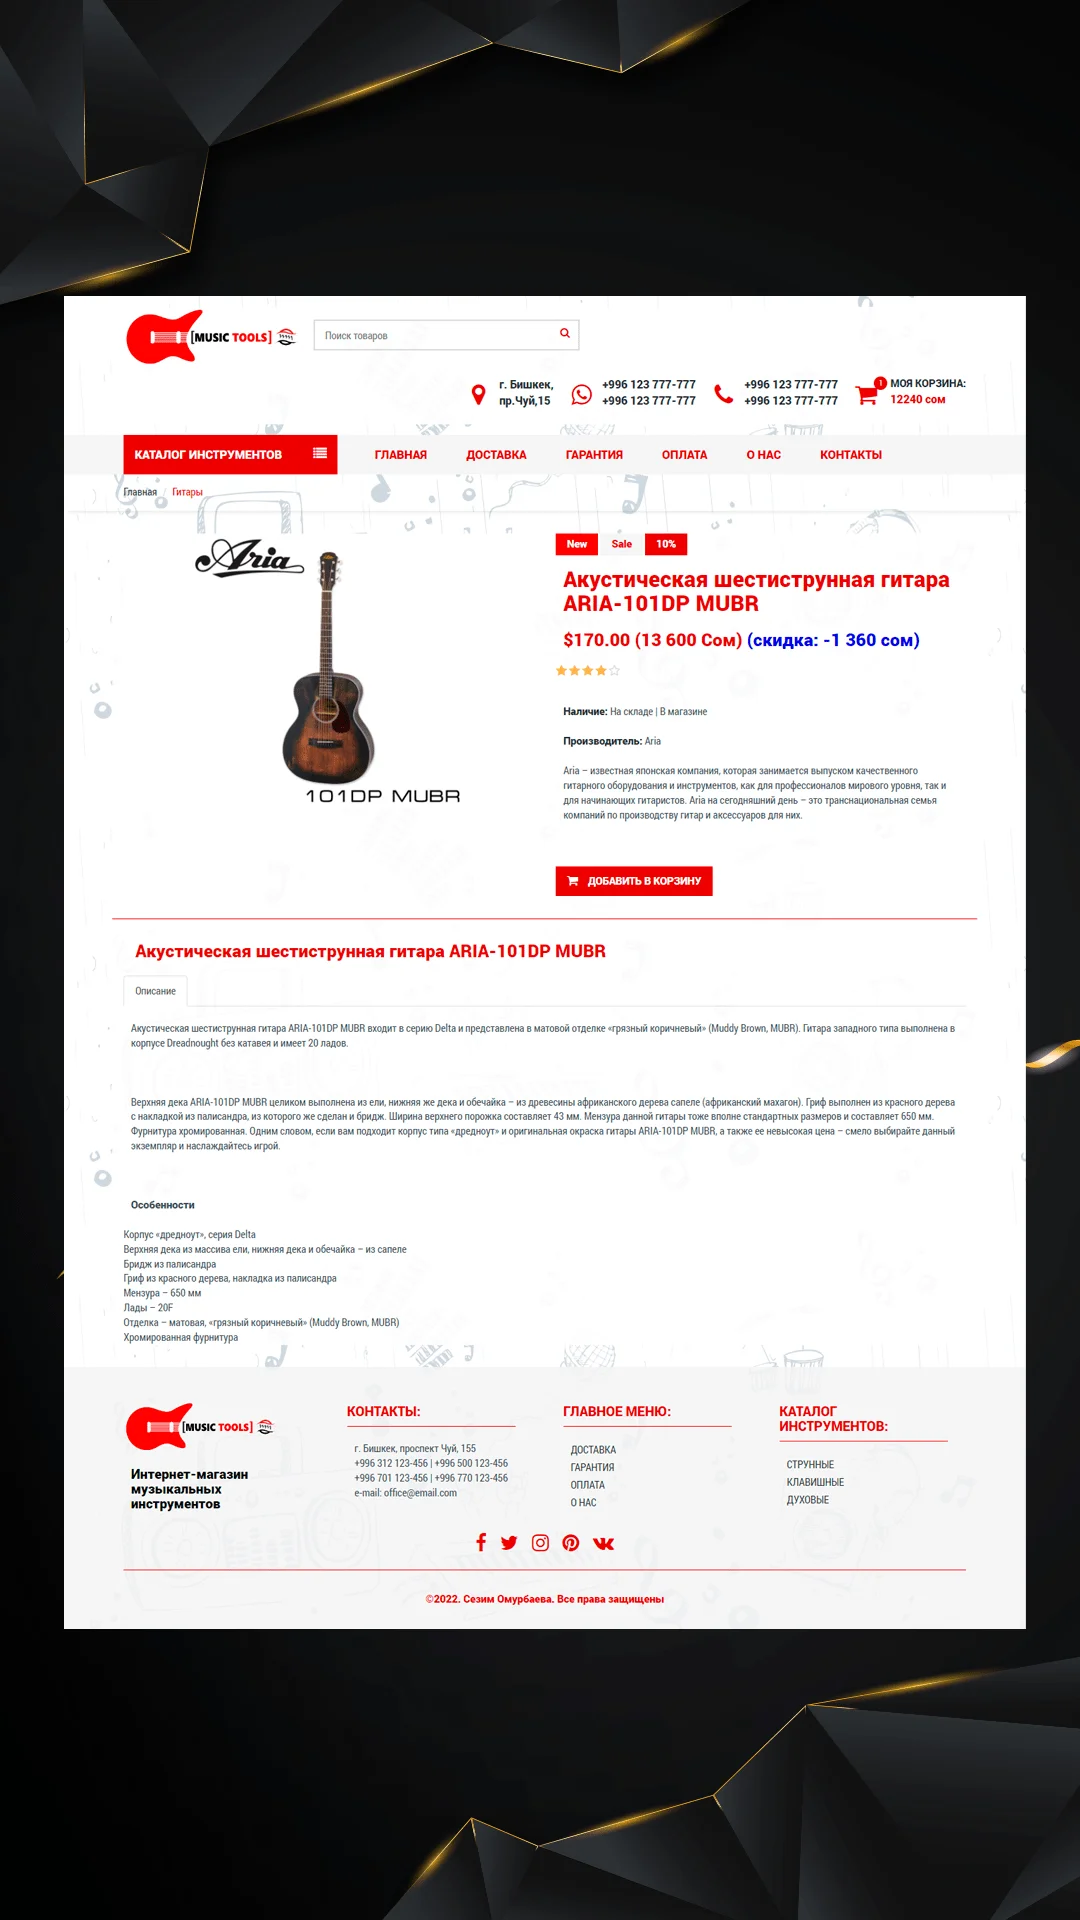 [MUSIC TOOLS]
Поиск товаров
г. Бишкек,
пр.Чуй,15
+996 123 777-777
+996 123 777-777
+996 123 777-777
+996 123 777-777
1
МОЯ КОРЗИНА:
12240 сом
КАТАЛОГ ИНСТРУМЕНТОВ
ГЛАВНАЯ
ДОСТАВКА
ГАРАНТИЯ
ОПЛАТА
О НАС
КОНТАКТЫ
Главная / Гитары
Aria
101DP MUBR
New
Sale
10%
Акустическая шестиструнная гитара
ARIA-101DP MUBR
$170.00 (13 600 Сом) (скидка: -1 360 сом)
Наличие: На складе | В магазине
Производитель: Aria
Aria – известная японская компания, которая занимается выпуском качественного
гитарного оборудования и инструментов, как для профессионалов мирового уровня, так и
для начинающих гитаристов. Aria на сегодняшний день – это транснациональная семья
компаний по производству гитар и аксессуаров для них.
ДОБАВИТЬ В КОРЗИНУ
Акустическая шестиструнная гитара ARIA-101DP MUBR
Описание
Акустическая шестиструнная гитара ARIA-101DP MUBR входит в серию Delta и представлена в матовой отделке «грязный коричневый» (Muddy Brown, MUBR). Гитара западного типа выполнена в
корпусе Dreadnought без катавея и имеет 20 ладов.
Верхняя дека ARIA-101DP MUBR целиком выполнена из ели, нижняя же дека и обечайка – из древесины африканского дерева сапеле (африканский махагон). Гриф выполнен из красного дерева
с накладкой из палисандра, из которого же сделан и бридж. Ширина верхнего порожка составляет 43 мм. Мензура данной гитары тоже вполне стандартных размеров и составляет 650 мм.
Фурнитура хромированная. Одним словом, если вам подходит корпус типа «дредноут» и оригинальная окраска гитары ARIA-101DP MUBR, а также ее невысокая цена – смело выбирайте данный
экземпляр и наслаждайтесь игрой.
Особенности
Корпус «дредноут», серия Delta
Верхняя дека из массива ели, нижняя дека и обечайка – из сапеле
Бридж из палисандра
Гриф из красного дерева, накладка из палисандра
Мензура – 650 мм
Лады – 20F
Отделка – матовая, «грязный коричневый» (Muddy Brown, MUBR)
Хромированная фурнитура
[MUSIC TOOLS]
Интернет-магазин
музыкальных
инструментов
КОНТАКТЫ:
г. Бишкек, проспект Чуй, 155
+996 312 123-456 | +996 500 123-456
+996 701 123-456 | +996 770 123-456
e-mail: office@email.com
ГЛАВНОЕ МЕНЮ:
ДОСТАВКА
ГАРАНТИЯ
ОПЛАТА
О НАС
КАТАЛОГ
ИНСТРУМЕНТОВ:
СТРУННЫЕ
КЛАВИШНЫЕ
ДУХОВЫЕ
©2022. Сезим Омурбаева. Все права защищены